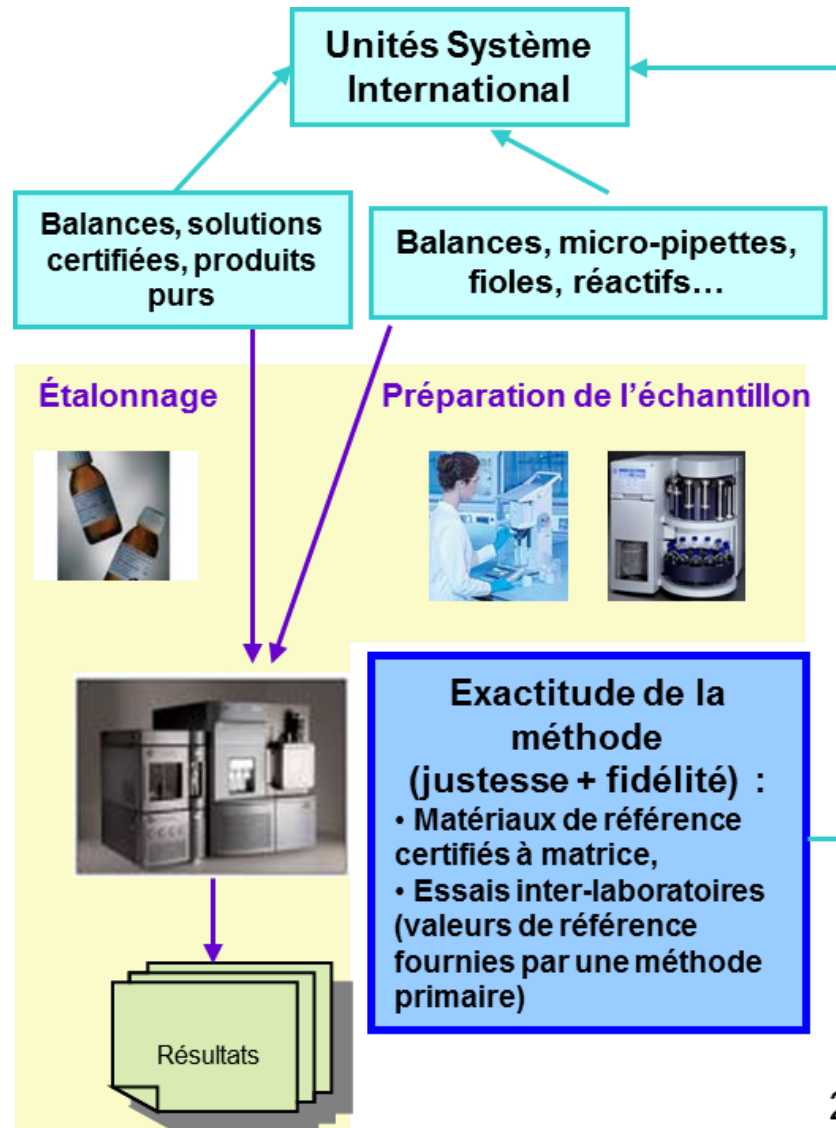 Unités Système
International
Balances, solutions
certifiées, produits
purs
Balances, micro-pipettes,
fioles, réactifs…
Étalonnage
Préparation de l'échantillon
Exactitude de la
méthode
(justesse + fidélité) :
• Matériaux de référence
certifiés à matrice,
• Essais inter-laboratoires
(valeurs de référence
fournies par une méthode
primaire)
Résultats